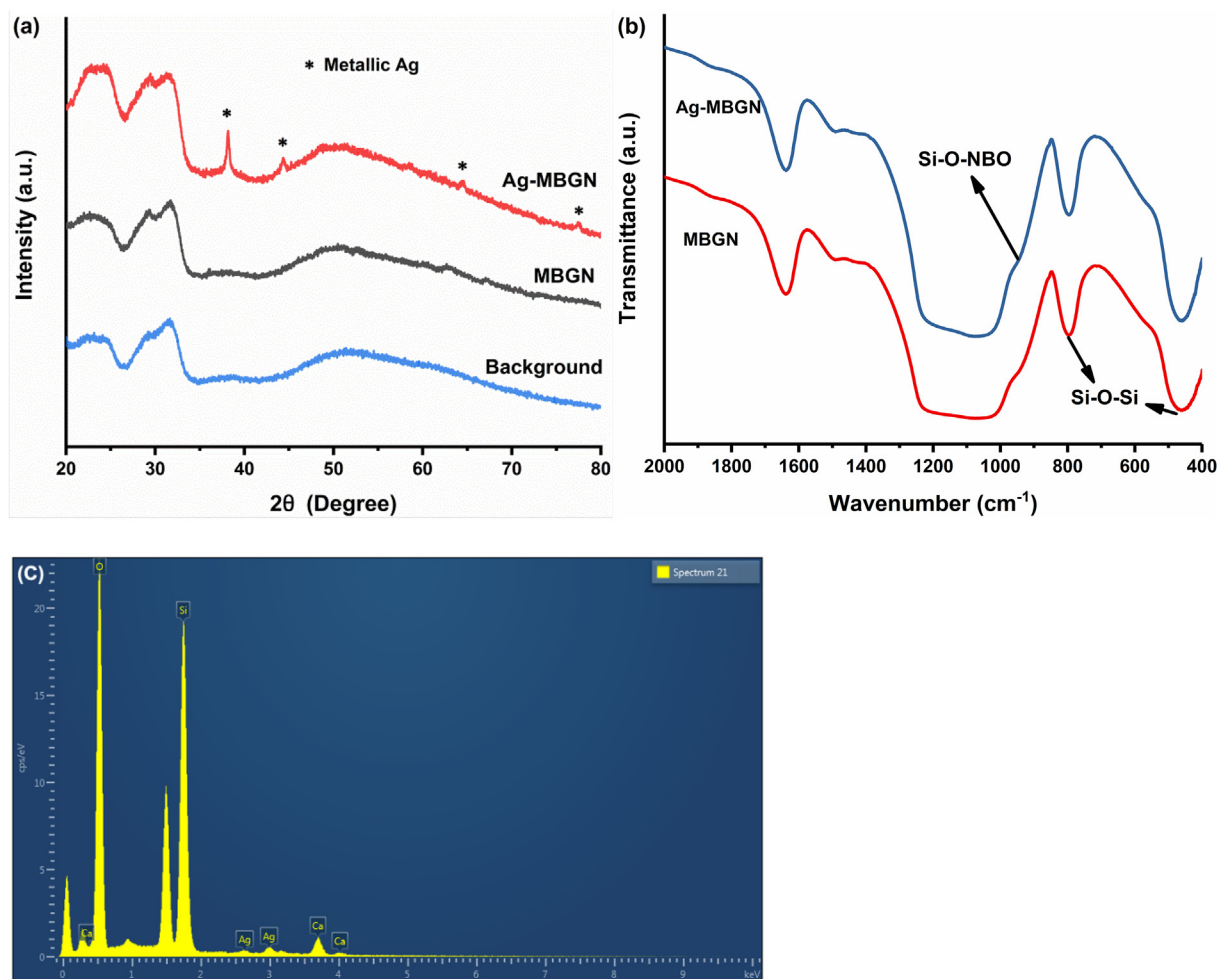 (a)
* Metallic Ag
*
*
*
*
Ag-MBGN
MBGN
Background
Intensity (a.u.)
20 30 40 50 60 70 80
2θ (Degree)
(b)
Ag-MBGN
Si-O-NBO
MBGN
Si-O-Si
Transmittance (a.u.)
2000 1800 1600 1400 1200 1000 800 600 400
Wavenumber (cm-1)
(C)
Spectrum 21
O
Si
Ca
Ag
Ag
Ca
Ca
cps/eV
20
15
10
5
0
0 1 2 3 4 5 6 7 8 9 keV